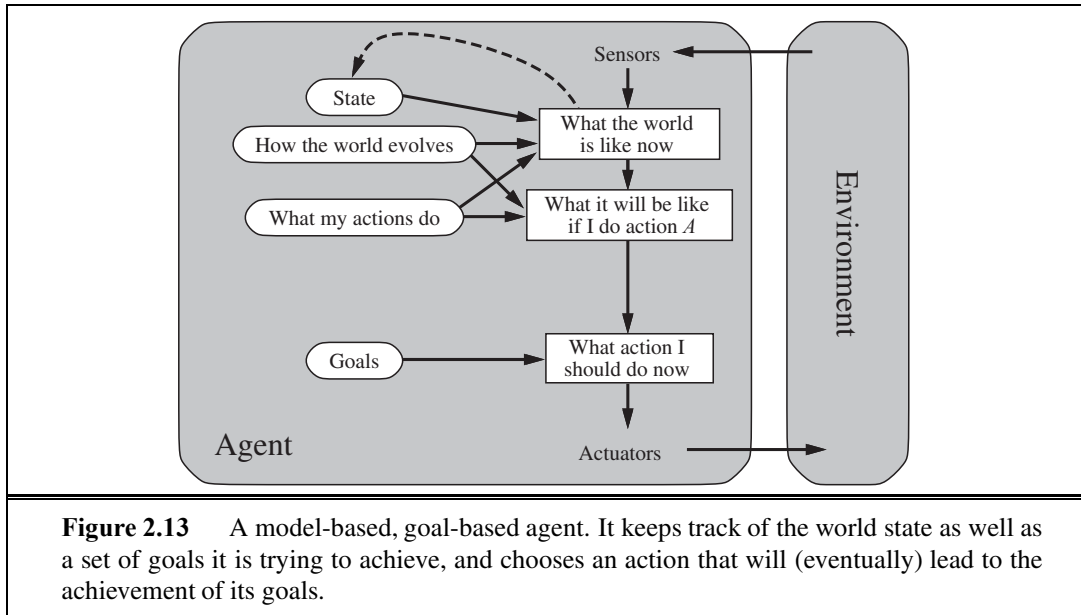 Sensors
State
What the world
is like now
How the world evolves
What it will be like
if I do action A
What my actions do
Environment
What action I
should do now
Goals
Agent
Actuators
Figure 2.13 A model-based, goal-based agent. It keeps track of the world state as well as
a set of goals it is trying to achieve, and chooses an action that will (eventually) lead to the
achievement of its goals.